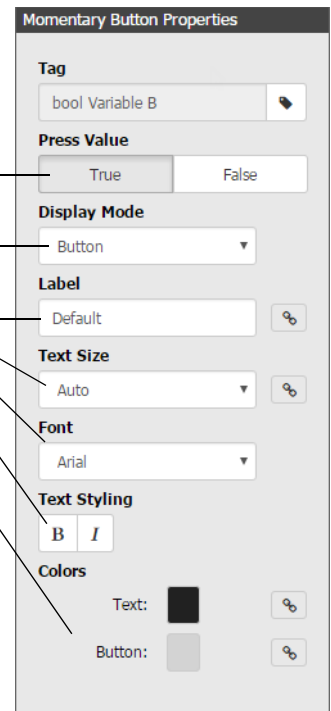 Momentary Button Properties
Tag
bool Variable B
Press Value
True False
Display Mode
Button
Label
Default
Text Size
Auto
Font
Arial
Text Styling
B I
Colors
Text:
Button: